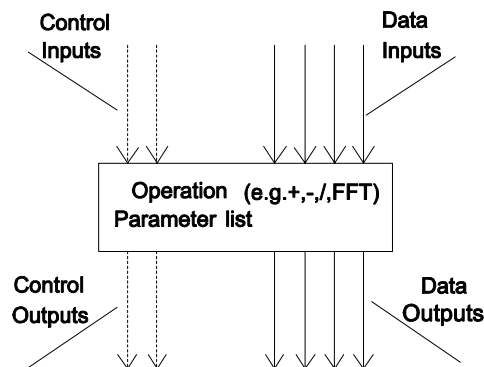 Control
Inputs
Data
Inputs
Operation (e.g.+,-,/,FFT)
Parameter list
Control
Outputs
Data
Outputs